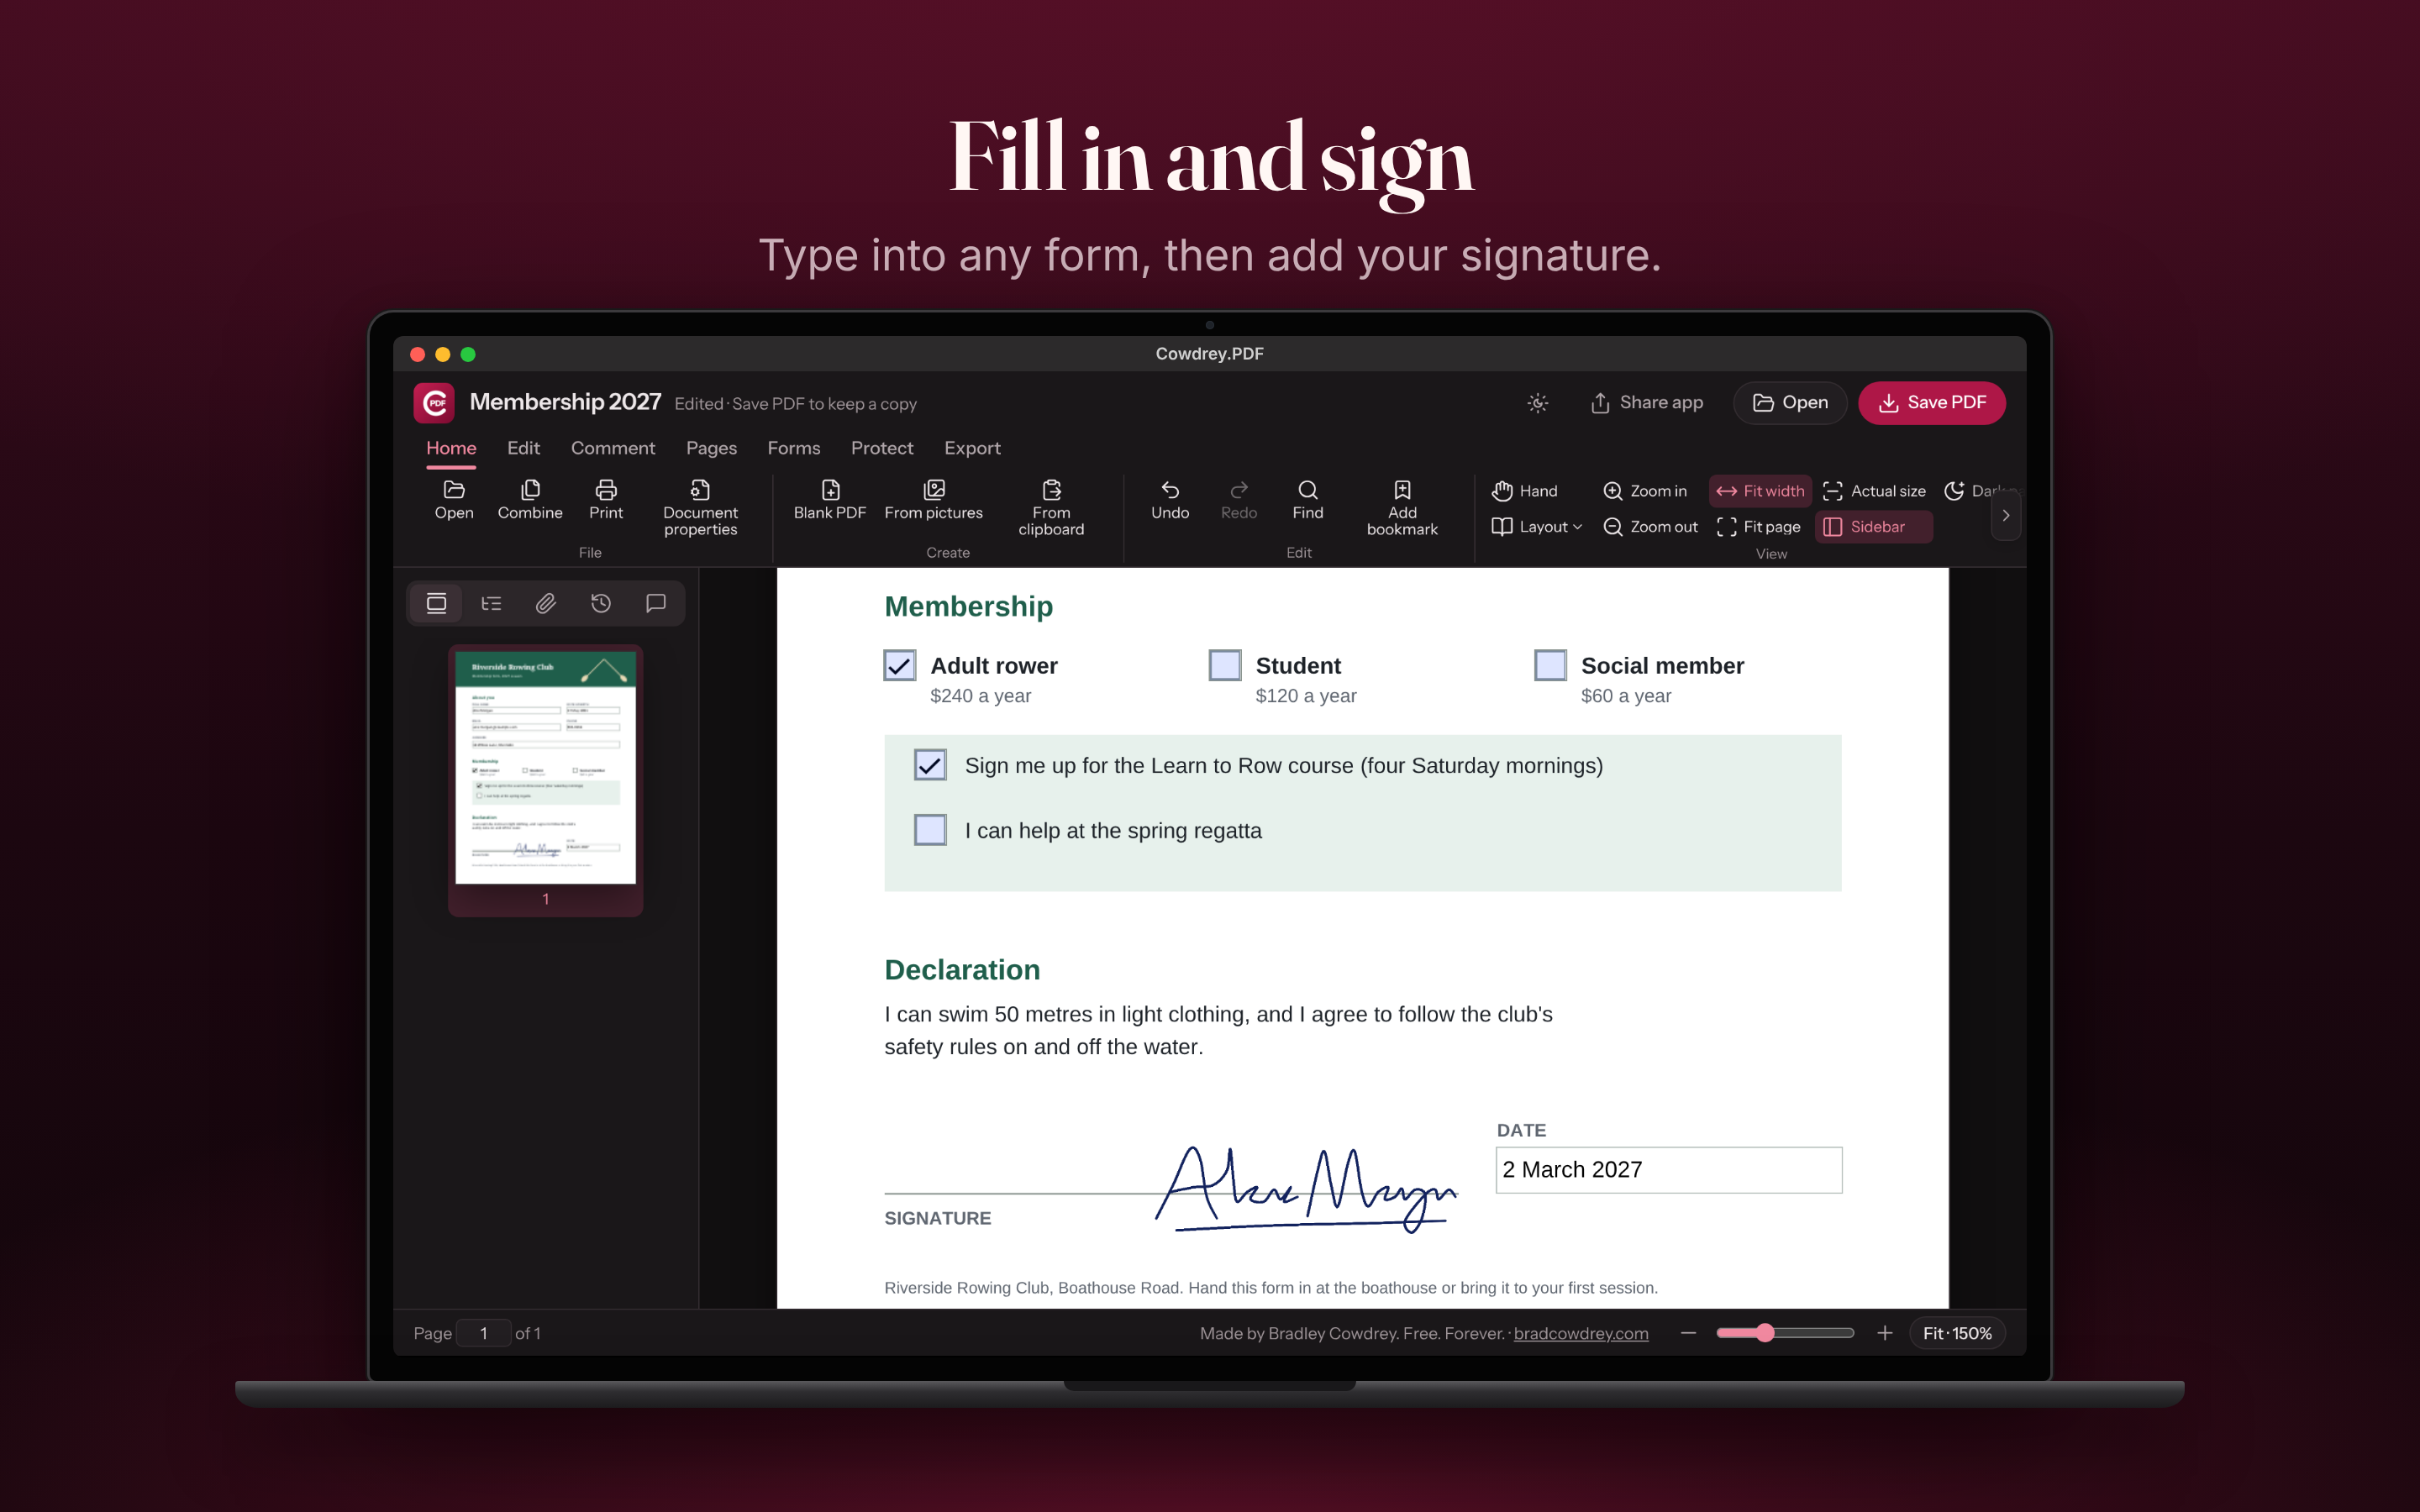 Fill in and sign
Type into any form, then add your signature.
Cowdrey.PDF
PDF
Membership 2027 Edited · Save PDF to keep a copy
Share app Open Save PDF
Home Edit Comment Pages Forms Protect Export
Open Combine Print Document properties
File
Blank PDF From pictures From clipboard
Create
Undo Redo Find Add bookmark
Edit
Hand Zoom in Fit width Actual size
Layout Zoom out Fit page Sidebar
View
Riverside Rowing Club
About you
Membership
Declaration
1
Membership
Adult rower Student Social member
$240 a year $120 a year $60 a year
Sign me up for the Learn to Row course (four Saturday mornings)
I can help at the spring regatta
Declaration
I can swim 50 metres in light clothing, and I agree to follow the club's
safety rules on and off the water.
DATE
2 March 2027
SIGNATURE
Riverside Rowing Club, Boathouse Road. Hand this form in at the boathouse or bring it to your first session.
Page 1 of 1
Made by Bradley Cowdrey. Free. Forever. · bradcowdrey.com
Fit · 150%